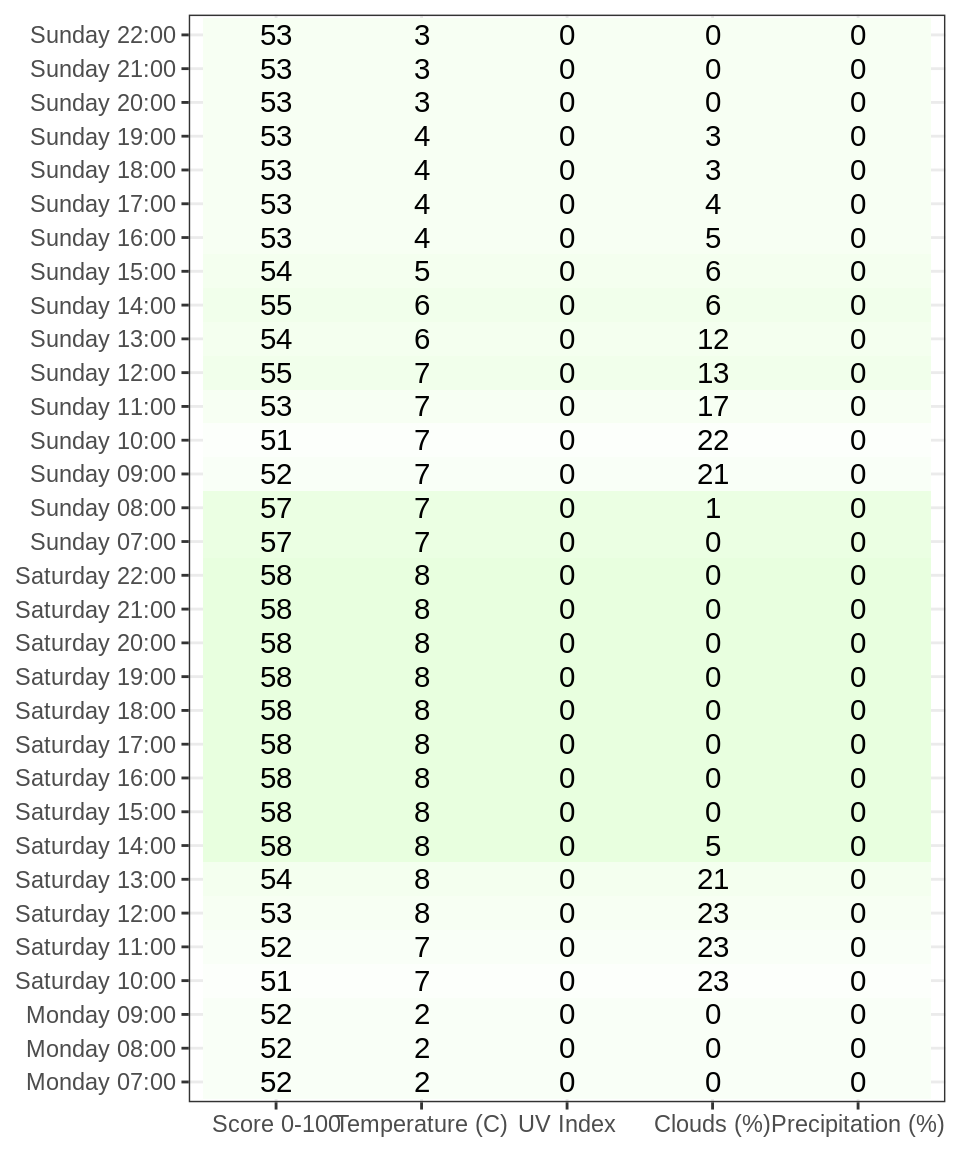 Sunday 22:00 53 3 0 0 0
Sunday 21:00 53 3 0 0 0
Sunday 20:00 53 3 0 0 0
Sunday 19:00 53 4 0 3 0
Sunday 18:00 53 4 0 3 0
Sunday 17:00 53 4 0 4 0
Sunday 16:00 53 4 0 5 0
Sunday 15:00 54 5 0 6 0
Sunday 14:00 55 6 0 6 0
Sunday 13:00 54 6 0 12 0
Sunday 12:00 55 7 0 13 0
Sunday 11:00 53 7 0 17 0
Sunday 10:00 51 7 0 22 0
Sunday 09:00 52 7 0 21 0
Sunday 08:00 57 7 0 1 0
Sunday 07:00 57 7 0 0 0
Saturday 22:00 58 8 0 0 0
Saturday 21:00 58 8 0 0 0
Saturday 20:00 58 8 0 0 0
Saturday 19:00 58 8 0 0 0
Saturday 18:00 58 8 0 0 0
Saturday 17:00 58 8 0 0 0
Saturday 16:00 58 8 0 0 0
Saturday 15:00 58 8 0 0 0
Saturday 14:00 58 8 0 5 0
Saturday 13:00 54 8 0 21 0
Saturday 12:00 53 8 0 23 0
Saturday 11:00 52 7 0 23 0
Saturday 10:00 51 7 0 23 0
Monday 09:00 52 2 0 0 0
Monday 08:00 52 2 0 0 0
Monday 07:00 52 2 0 0 0
Score 0-100 Temperature (C) UV Index Clouds (%) Precipitation (%)